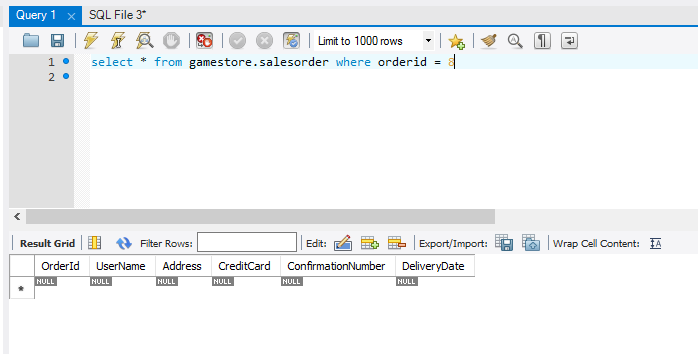 Query 1 SQL File 3*
Limit to 1000 rows
1 select * from gamestore.salesorder where orderid = 8
2
Result Grid Filter Rows: Edit: Export/Import: Wrap Cell Content:
OrderId UserName Address CreditCard ConfirmationNumber DeliveryDate
* NULL NULL NULL NULL NULL NULL